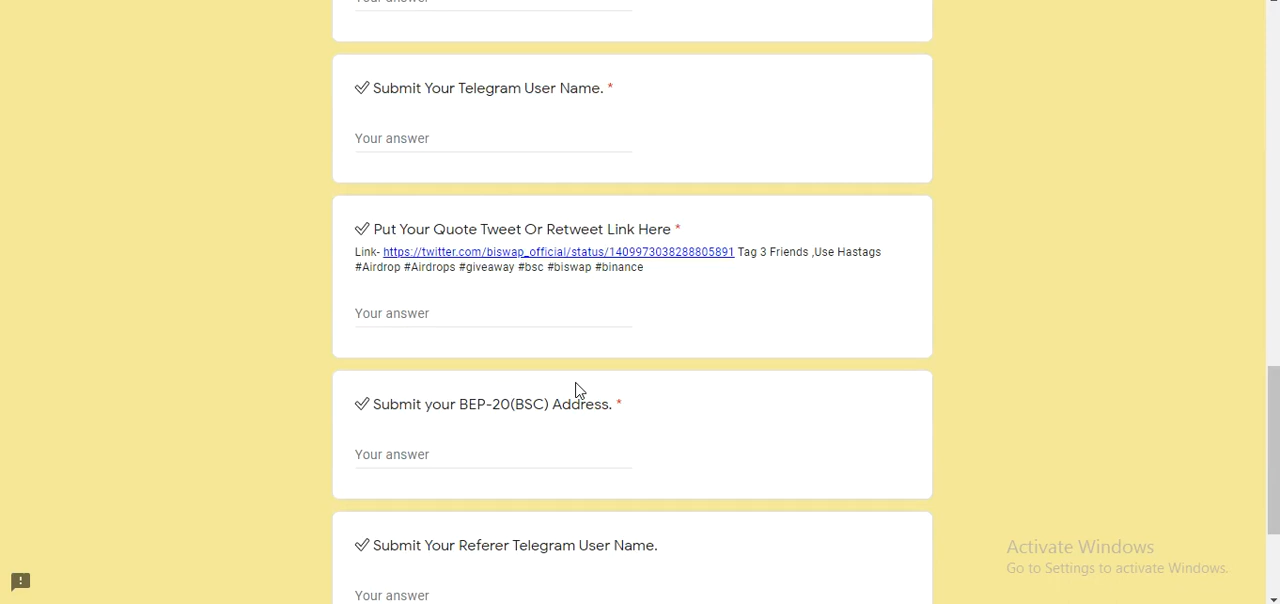 ✅ Submit Your Telegram User Name. *
Your answer
✅ Put Your Quote Tweet Or Retweet Link Here *
Link- https://twitter.com/biswap_official/status/1409973038288805891 Tag 3 Friends ,Use Hastags
#Airdrop #Airdrops #giveaway #bsc #biswap #binance
Your answer
✅ Submit your BEP-20(BSC) Address. *
Your answer
✅ Submit Your Referer Telegram User Name.
Your answer
Activate Windows
Go to Settings to activate Windows.